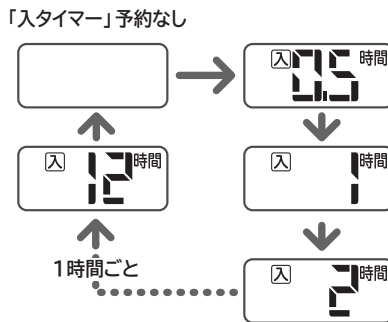 「入タイマー」予約なし
入 0.5 時間
入 12 時間
入 1 時間
1時間ごと
入 2 時間